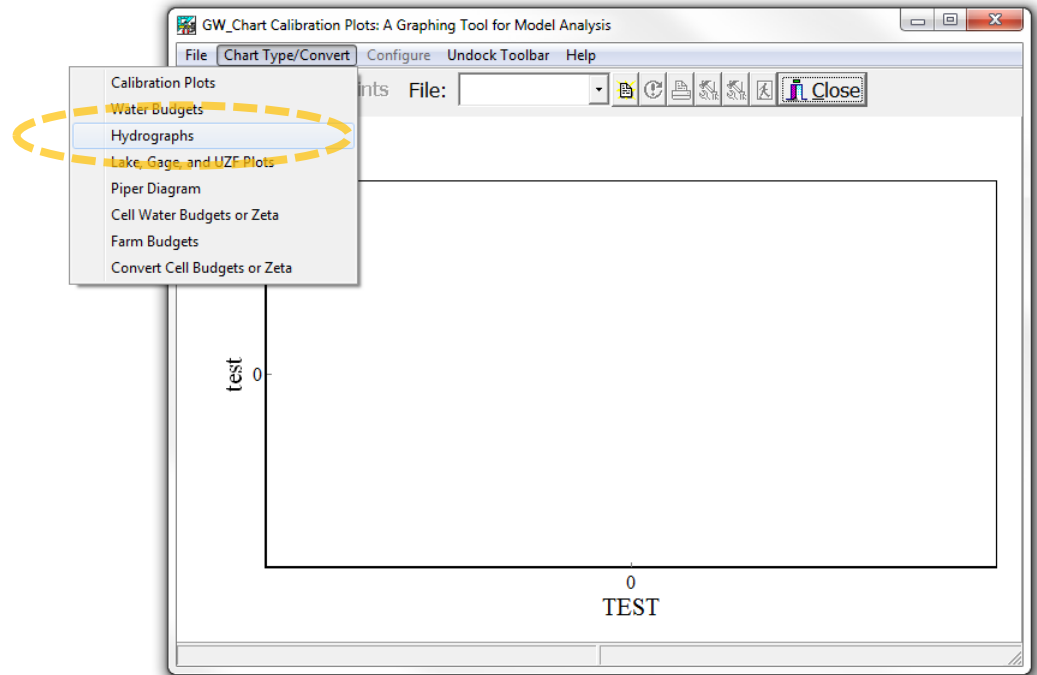 GW_Chart Calibration Plots: A Graphing Tool for Model Analysis
File Chart Type/Convert Configure Undock Toolbar Help
Calibration Plots
Water Budgets
Hydrographs
Lake, Gage, and UZF Plots
Piper Diagram
Cell Water Budgets or Zeta
Farm Budgets
Convert Cell Budgets or Zeta
File: Close
test
0
0
TEST